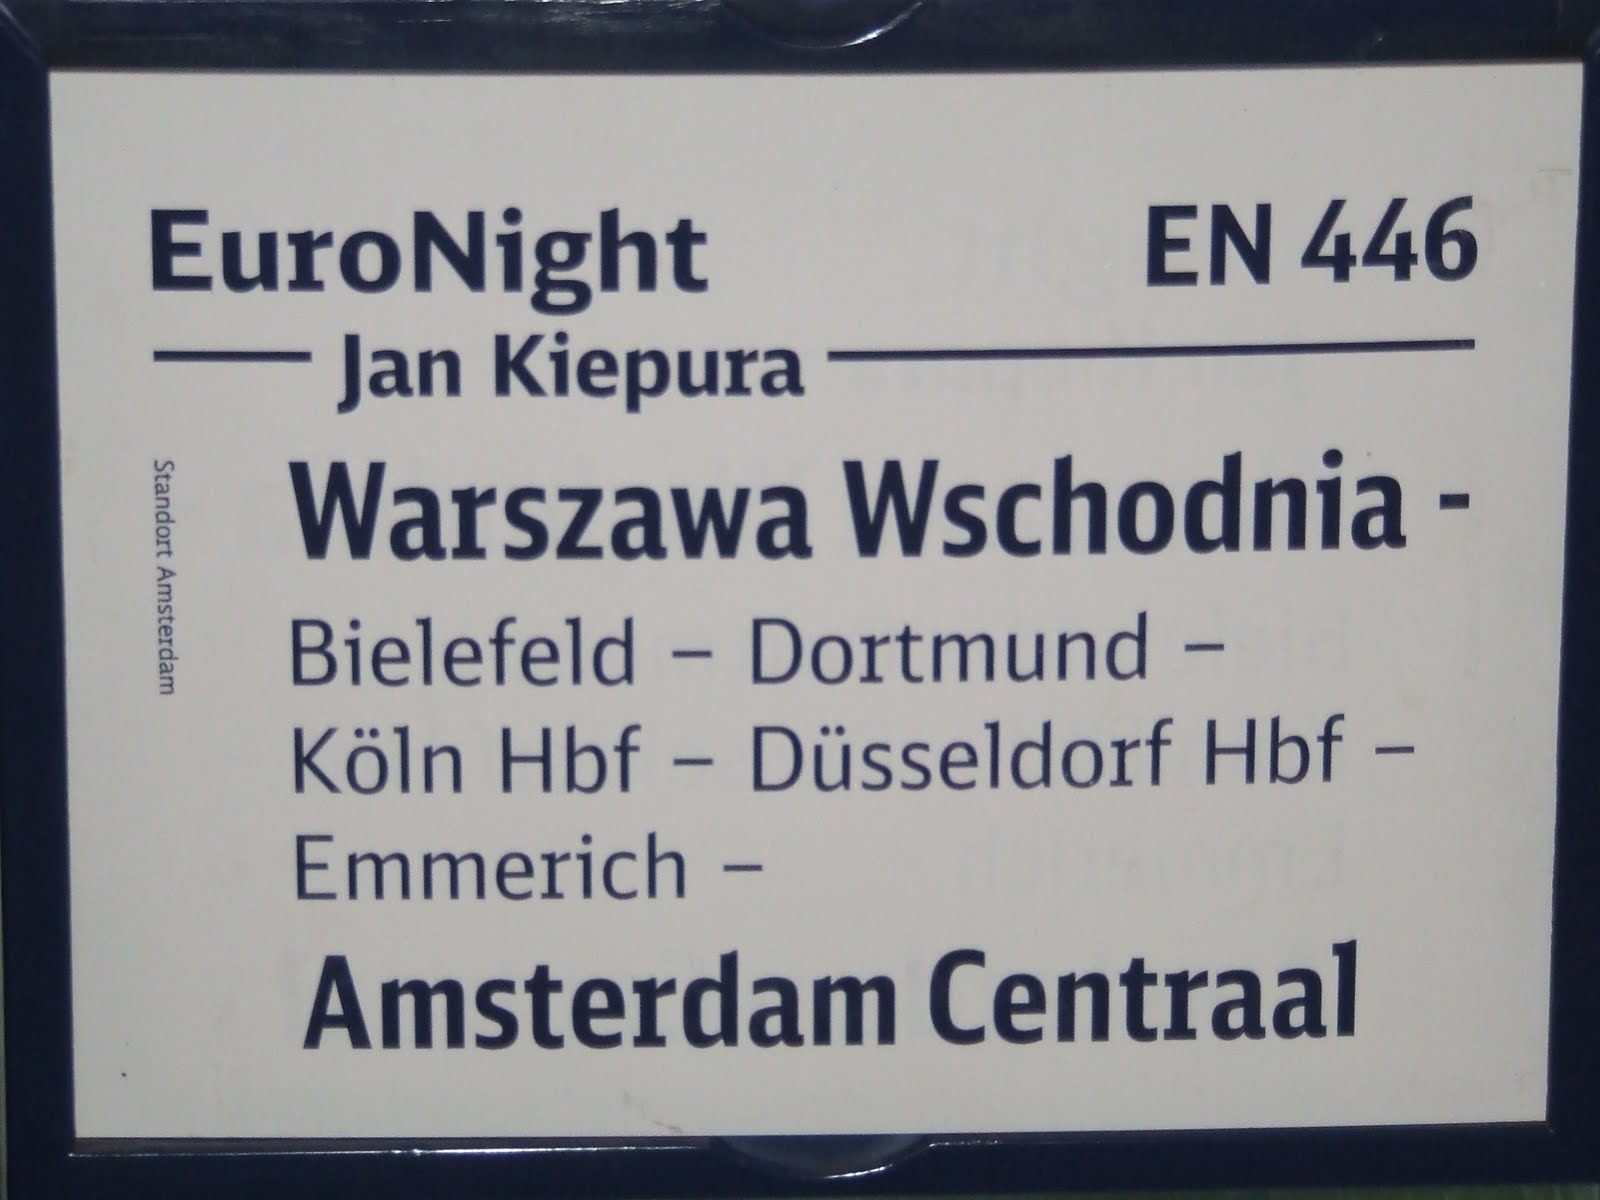 EuroNight EN 446
Jan Kiepura
Standort Amsterdam
Warszawa Wschodnia -
Bielefeld – Dortmund –
Köln Hbf – Düsseldorf Hbf –
Emmerich –
Amsterdam Centraal